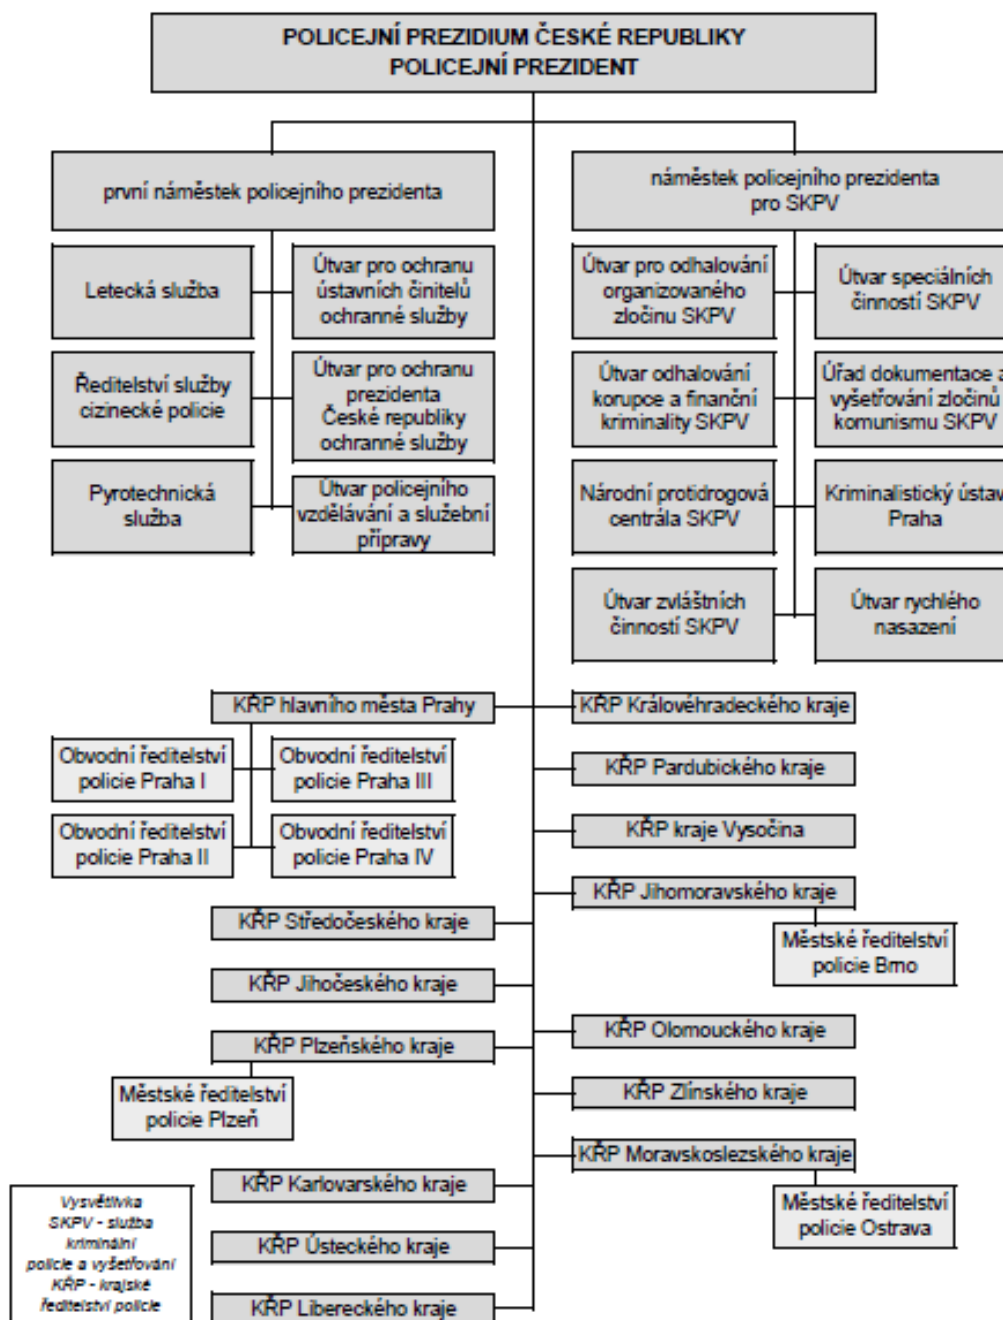 POLICEJNÍ PREZIDIUM ČESKÉ REPUBLIKY
POLICEJNÍ PREZIDENT
první náměstek policejního prezidenta
náměstek policejního prezidenta
pro SKPV
Letecká služba
Útvar pro ochranu
ústavních činitelů
ochranné služby
Útvar pro odhalování
organizovaného
zločinu SKPV
Útvar speciálních
činností SKPV
Ředitelství služby
cizinecké policie
Útvar pro ochranu
prezidenta
České republiky
ochranné služby
Útvar odhalování
korupce a finanční
kriminality SKPV
Úřad dokumentace a
vyšetřování zločinů
komunismu SKPV
Pyrotechnická
služba
Útvar policejního
vzdělávání a služební
přípravy
Národní protidrogová
centrála SKPV
Kriminalistický ústav
Praha
Útvar zvláštních
činností SKPV
Útvar rychlého
nasazení
KŘP hlavního města Prahy
KŘP Královéhradeckého kraje
Obvodní ředitelství
policie Praha I
Obvodní ředitelství
policie Praha III
KŘP Pardubického kraje
Obvodní ředitelství
policie Praha II
Obvodní ředitelství
policie Praha IV
KŘP kraje Vysočina
KŘP Jihomoravského kraje
KŘP Středočeského kraje
Městské ředitelství
policie Brno
KŘP Jihočeského kraje
KŘP Olomouckého kraje
KŘP Plzeňského kraje
Městské ředitelství
policie Plzeň
KŘP Zlínského kraje
KŘP Moravskoslezského kraje
KŘP Karlovarského kraje
Městské ředitelství
policie Ostrava
KŘP Ústeckého kraje
KŘP Libereckého kraje
Vysvětlivka
SKPV - služba
kriminální
policie a vyšetřování
KŘP - krajské
ředitelství policie